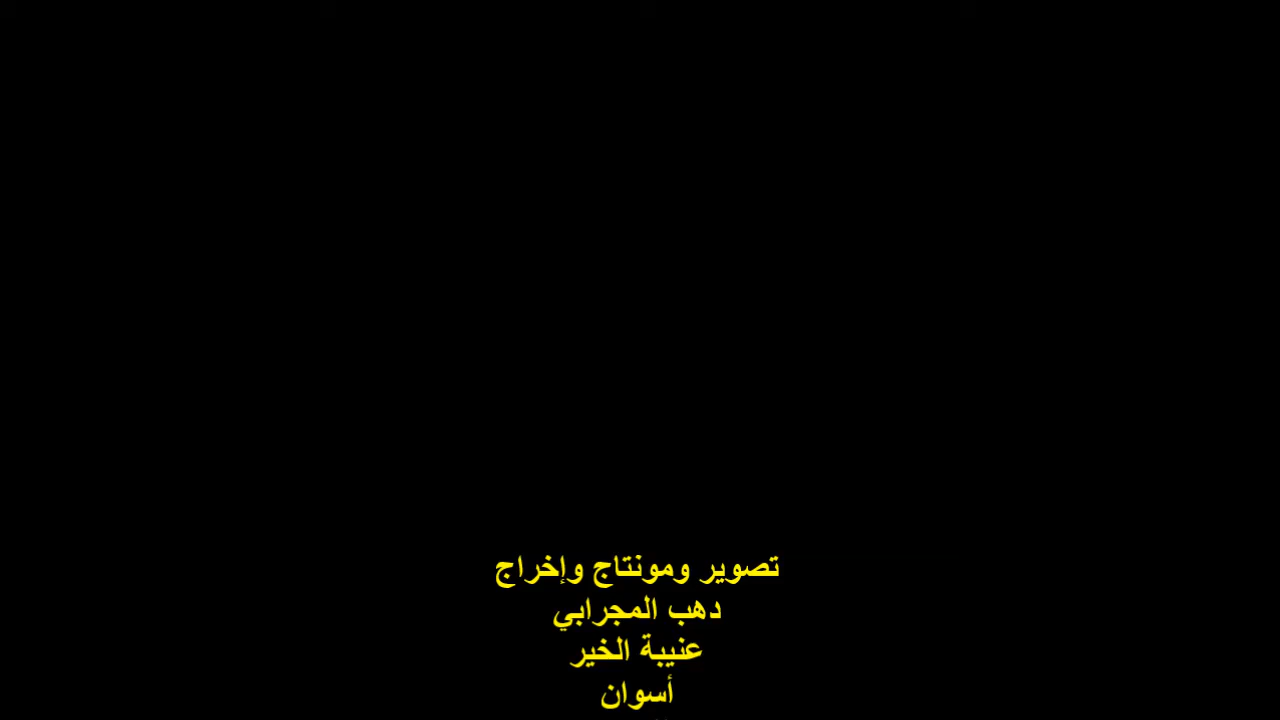 تصوير ومونتاج وإخراج
دهب المجرابي
عنيبة الخير
أسوان